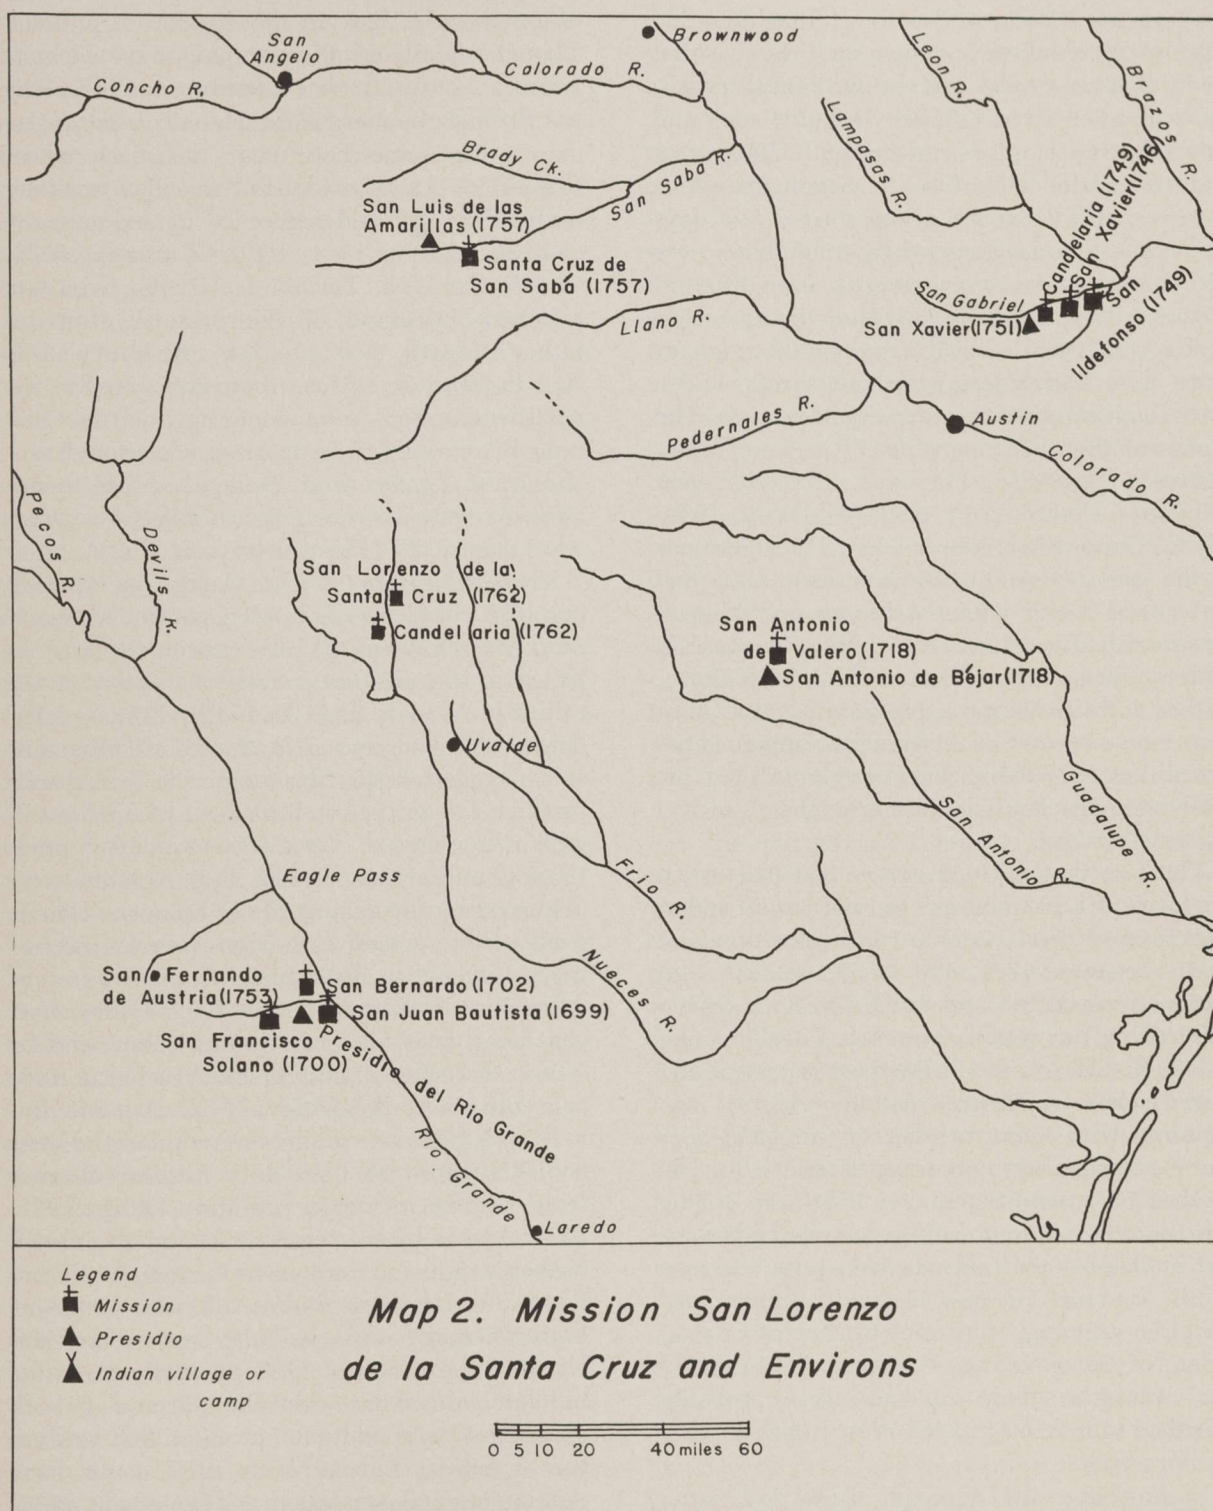 San
Angelo
Brownwood
Concho R.
Colorado R.
Leon R.
Brazos R.
Lampasas R.
Brady Ck.
San Saba R.
San Luis de las
Amarillas (1757)
Santa Cruz de
San Sabá (1757)
Candelaria (1749)
San Xavier (1746)
San Gabriel
San Xavier (1751)
San
Ildefonso (1749)
Llano R.
Pedernales R.
Austin
Colorado R.
Pecos R.
Devils R.
San Lorenzo de la
Santa Cruz (1762)
Candelaria (1762)
San Antonio
de Valero (1718)
San Antonio de Béjar (1718)
Uvalde
Guadalupe R.
San Antonio R.
Eagle Pass
Frio R.
Nueces R.
San Fernando
de Austria (1753)
San Bernardo (1702)
San Juan Bautista (1699)
San Francisco
Solano (1700)
Presidio del Rio Grande
Rio Grande
Laredo
Legend
Mission
Presidio
Indian village or
camp
Map 2. Mission San Lorenzo
de la Santa Cruz and Environs
0 5 10 20 40 miles 60